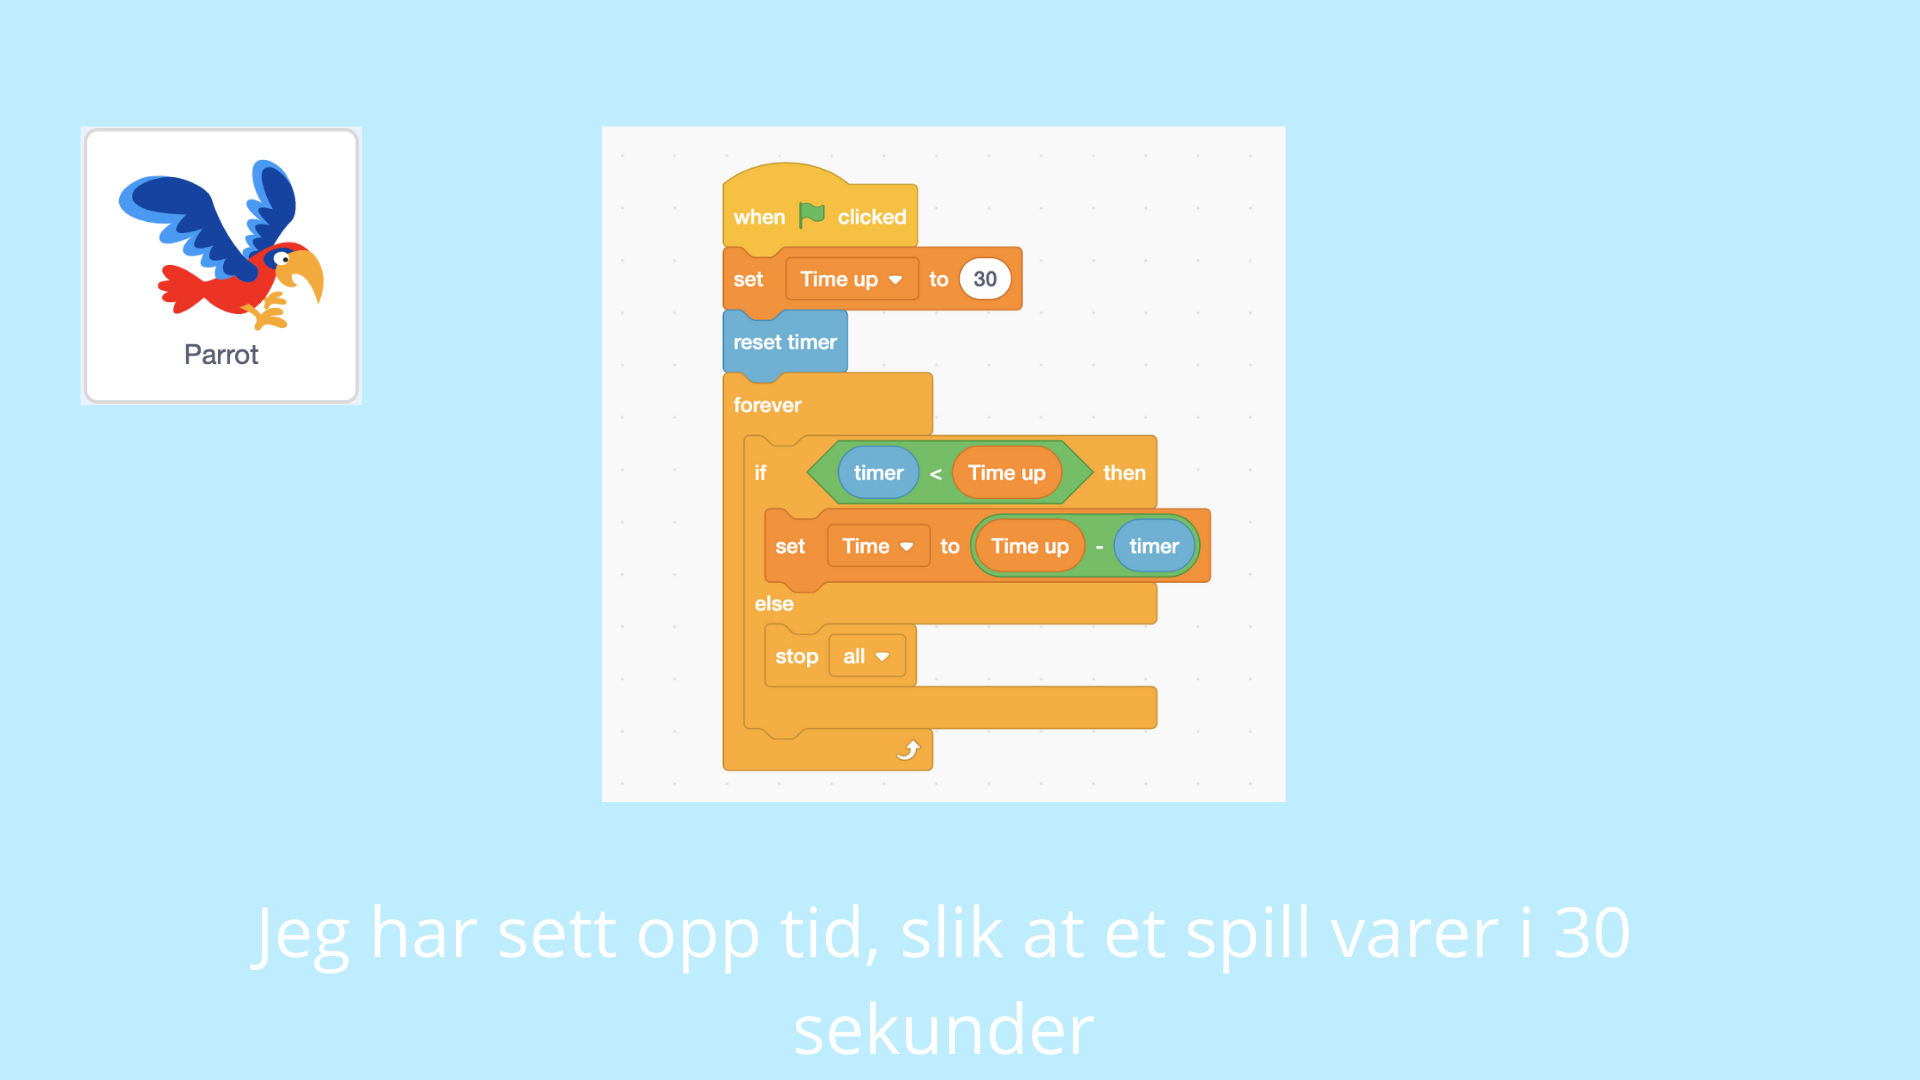 Parrot
when clicked
set Time up to 30
reset timer
forever
if timer < Time up then
set Time to Time up - timer
else
stop all
Jeg har sett opp tid, slik at et spill varer i 30
sekunder